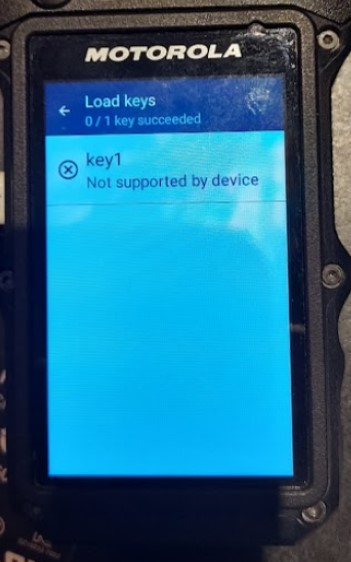 MOTOROLA
Load keys
0 / 1 key succeeded
key1
Not supported by device